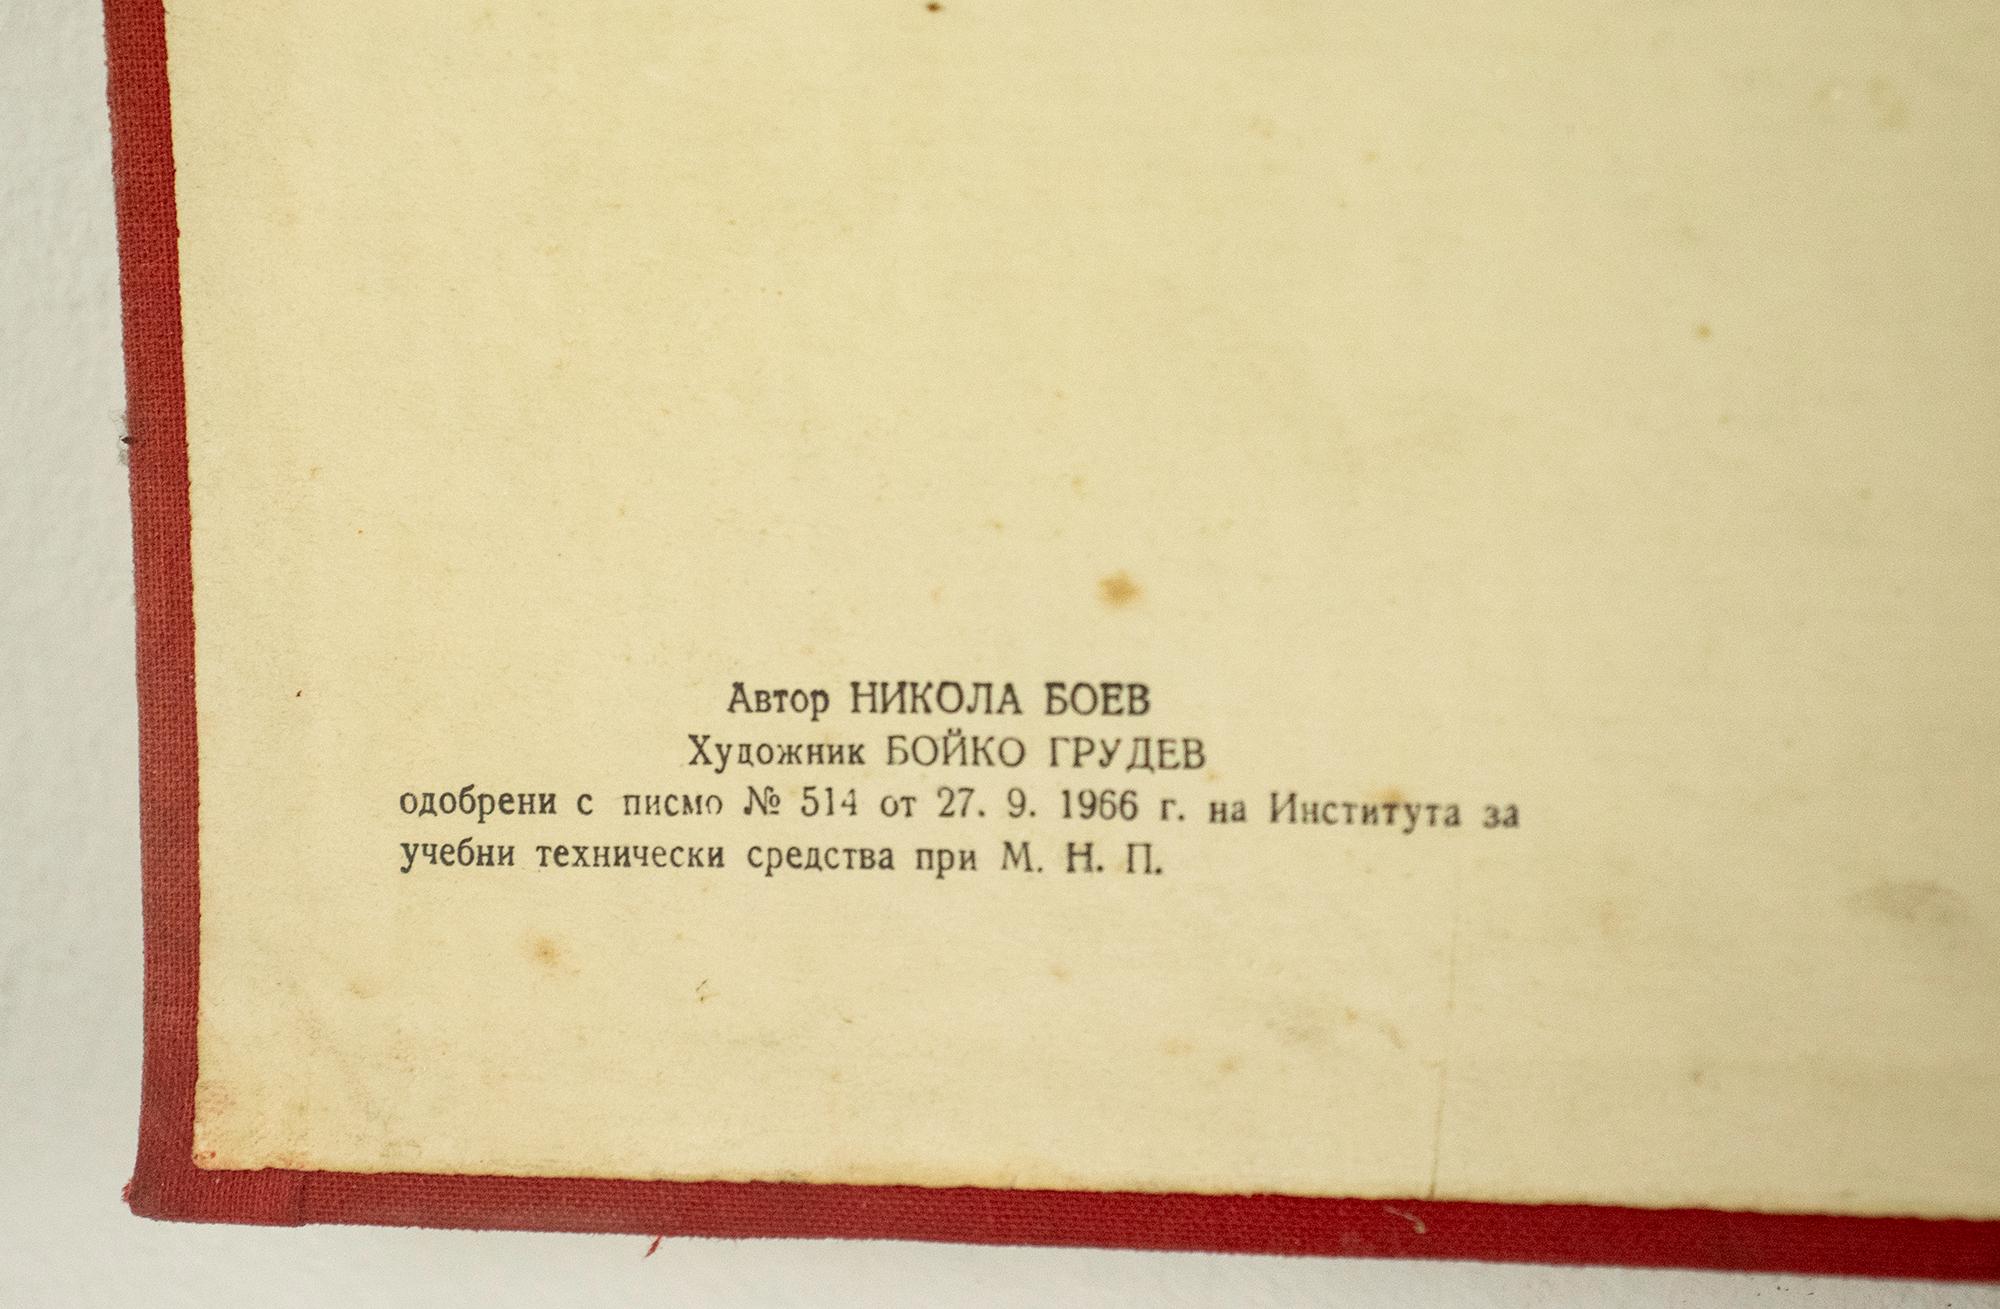 Автор НИКОЛА БОЕВ
Художник БОЙКО ГРУДЕВ
одобрени с писмо № 514 от 27. 9. 1966 г. на Института за
учебни технически средства при М. Н. П.